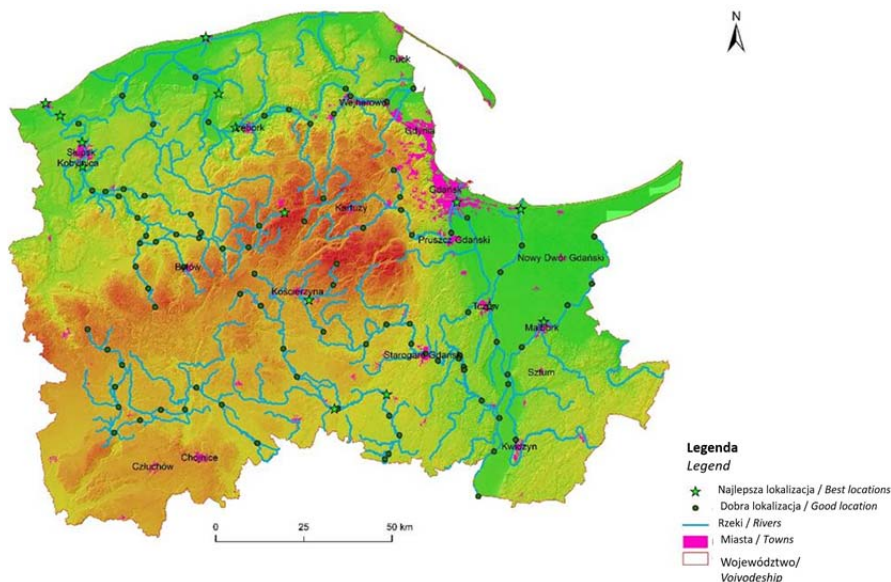 N
Puck
Wejherowo
Lębork
Gdynia
Słupsk
Kobylnica
Gdańsk
Kartuzy
Pruszcz Gdański
Nowy Dwór Gdański
Bytów
Kościerzyna
Tczew
Malbork
Starogard Gdański
Sztum
Kwidzyn
Chojnice
Człuchów
0 25 50 km
Legenda
Legend
Najlepsza lokalizacja / Best locations
Dobra lokalizacja / Good location
Rzeki / Rivers
Miasta / Towns
Województwo/
Voivodeship